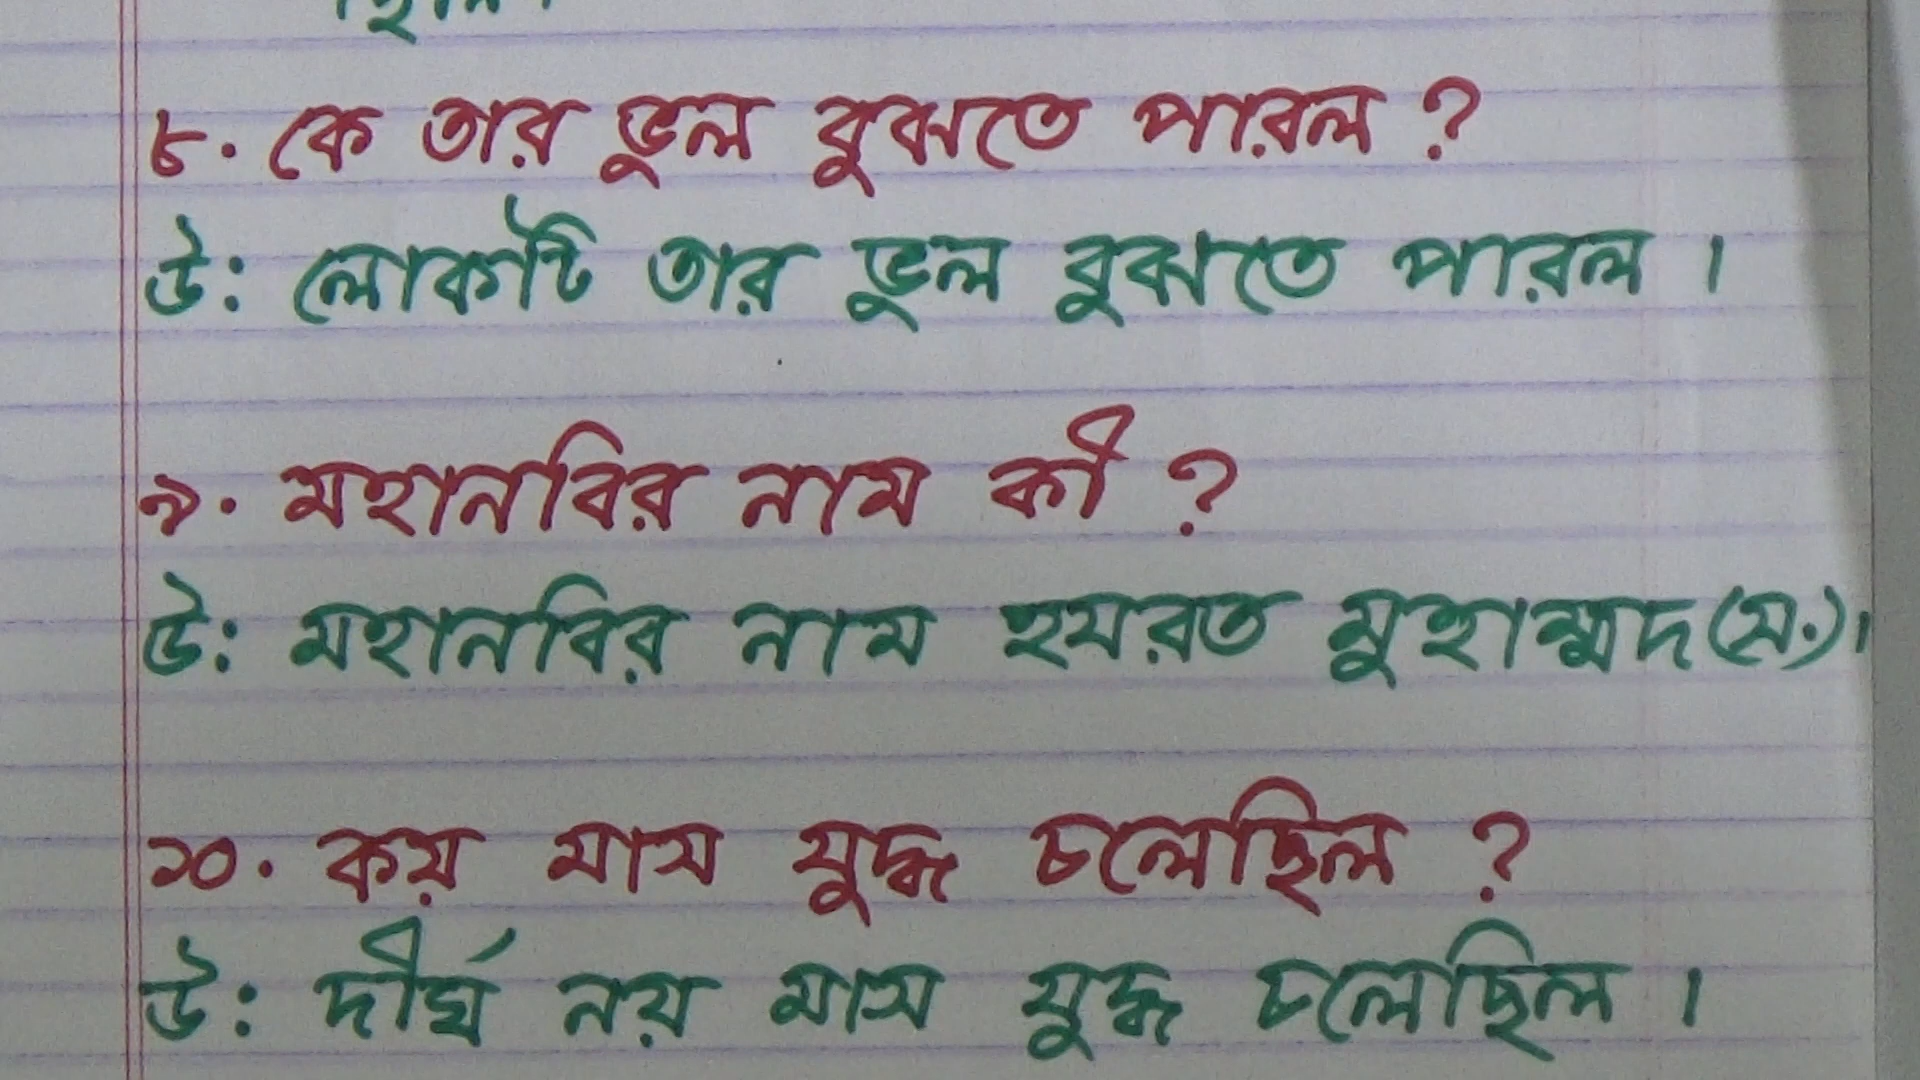 ৮. কে তার ভুল বুঝতে পারল ?
উ: লোকটি তার ভুল বুঝতে পারল ।
৯. মহানবির নাম কী ?
উ: মহানবির নাম হযরত মুহাম্মদ (স.)।
১০. কয় মাস যুদ্ধ চলেছিল ?
উ: দীর্ঘ নয় মাস যুদ্ধ চলেছিল ।